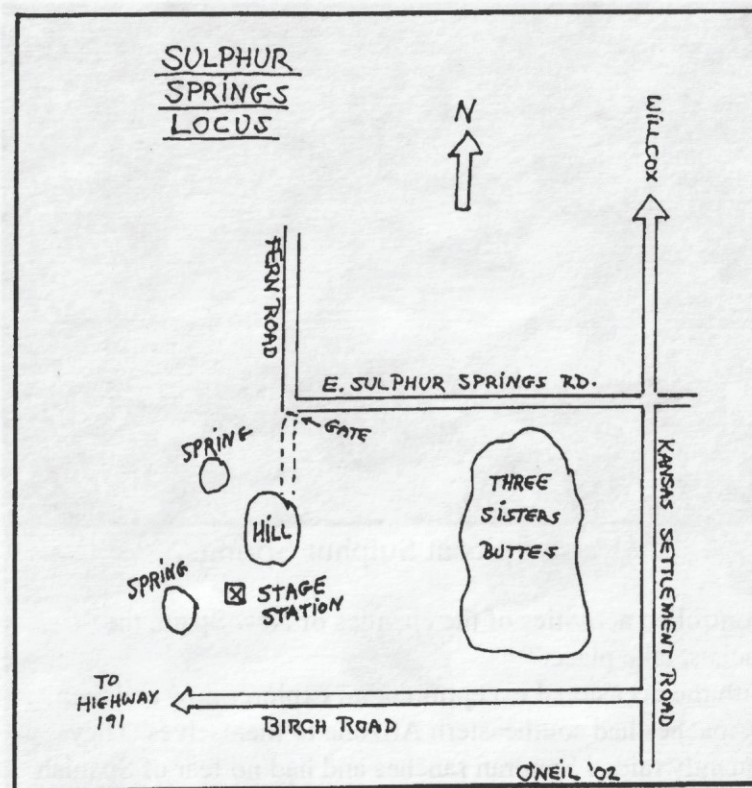 SULPHUR
SPRINGS
LOCUS
N
WILLCOX
FERN ROAD
E. SULPHUR SPRINGS RD.
GATE
SPRING
HILL
THREE
SISTERS
BUTTES
KANSAS SETTLEMENT ROAD
SPRING
STAGE
STATION
TO
HIGHWAY
191
BIRCH ROAD
O'NEIL '02